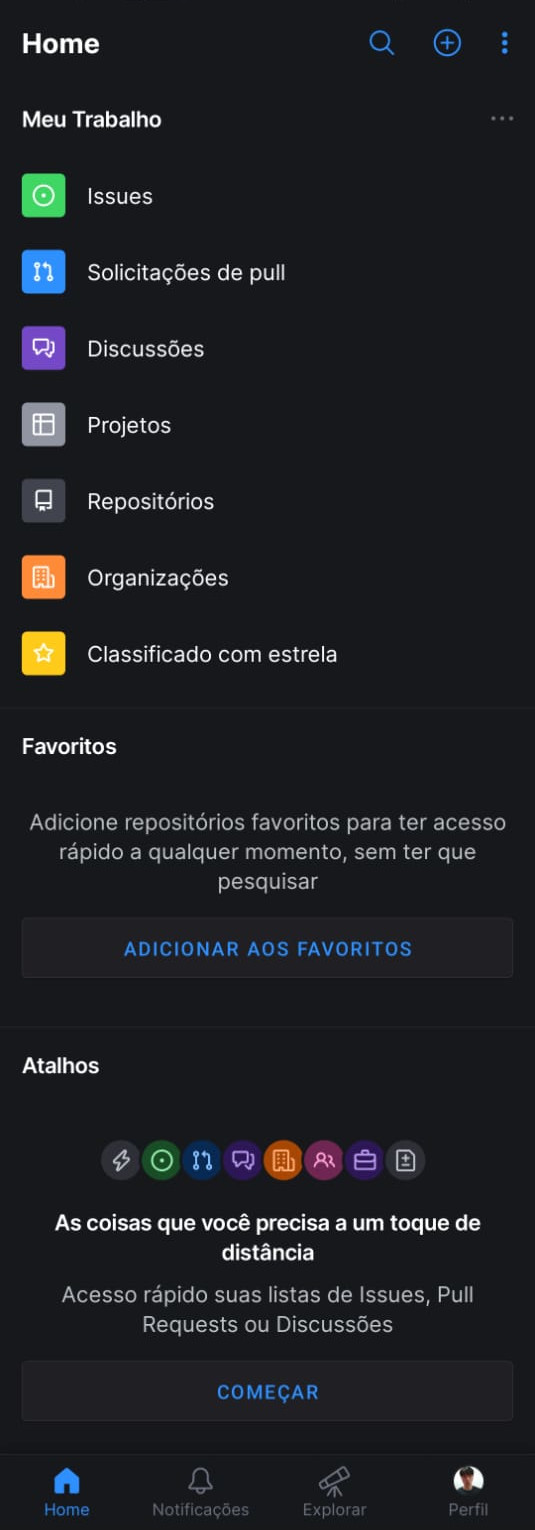 Home
Meu Trabalho
Issues
Solicitações de pull
Discussões
Projetos
Repositórios
Organizações
Classificado com estrela
Favoritos
Adicione repositórios favoritos para ter acesso
rápido a qualquer momento, sem ter que
pesquisar
ADICIONAR AOS FAVORITOS
Atalhos
As coisas que você precisa a um toque de
distância
Acesso rápido suas listas de Issues, Pull
Requests ou Discussões
COMEÇAR
Home
Notificações
Explorar
Perfil